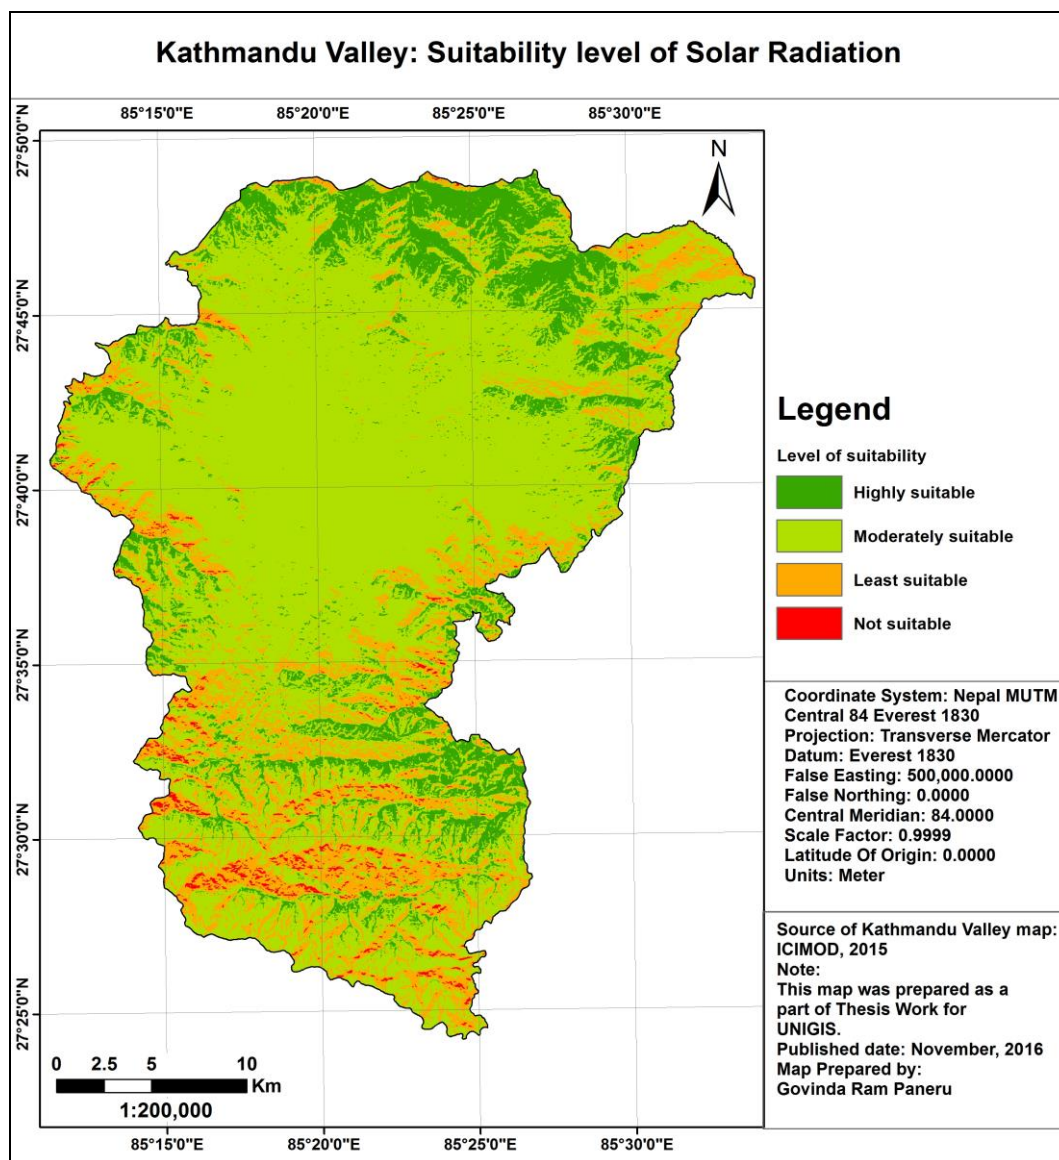 Kathmandu Valley: Suitability level of Solar Radiation
85°15'0"E 85°20'0"E 85°25'0"E 85°30'0"E
27°50'0"N
27°45'0"N
27°40'0"N
27°35'0"N
27°30'0"N
27°25'0"N
N
Legend
Level of suitability
Highly suitable
Moderately suitable
Least suitable
Not suitable
Coordinate System: Nepal MUTM
Central 84 Everest 1830
Projection: Transverse Mercator
Datum: Everest 1830
False Easting: 500,000.0000
False Northing: 0.0000
Central Meridian: 84.0000
Scale Factor: 0.9999
Latitude Of Origin: 0.0000
Units: Meter
Source of Kathmandu Valley map:
ICIMOD, 2015
Note:
This map was prepared as a
part of Thesis Work for
UNIGIS.
Published date: November, 2016
Map Prepared by:
Govinda Ram Paneru
0 2.5 5 10
Km
1:200,000
85°15'0"E 85°20'0"E 85°25'0"E 85°30'0"E